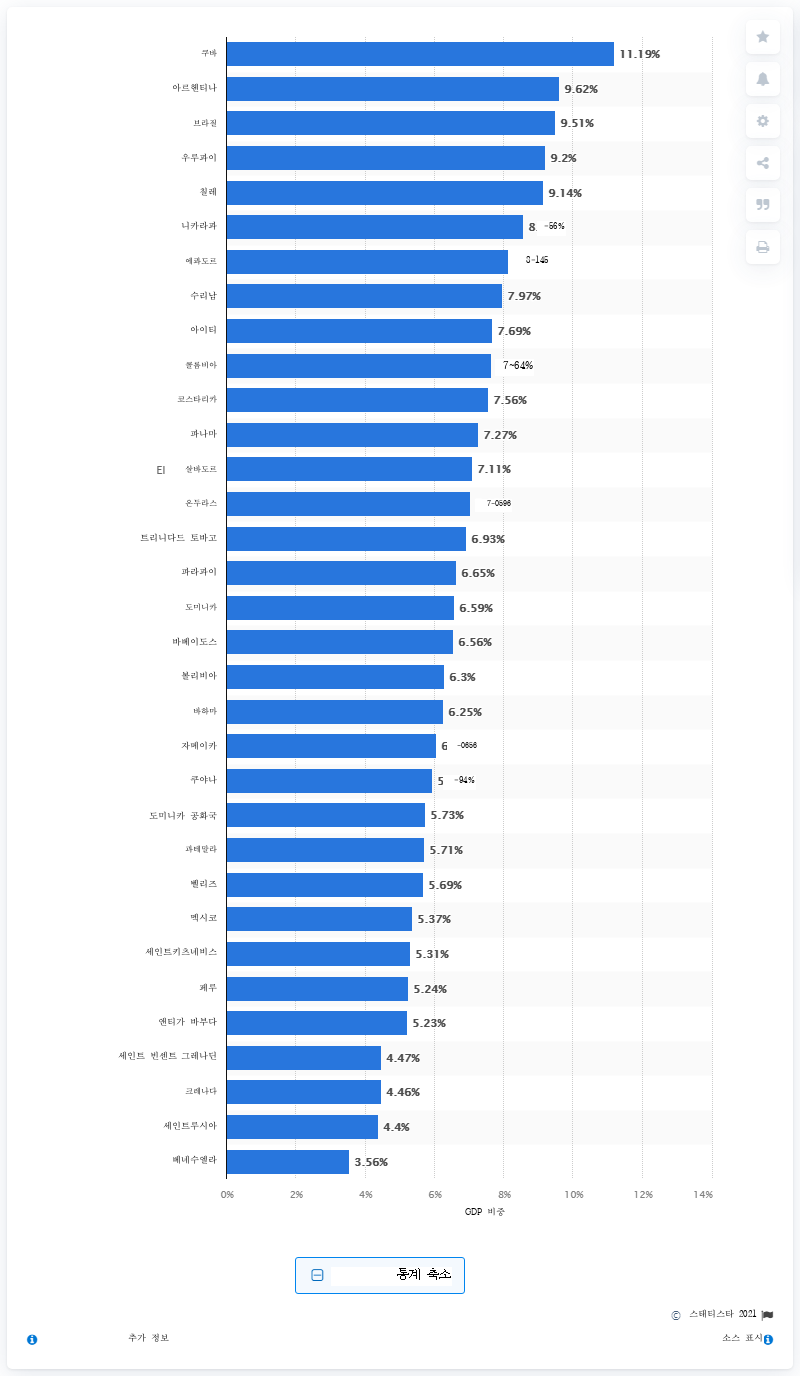 쿠바 11.19%
아르헨티나 9.62%
브라질 9.51%
우루과이 9.2%
칠레 9.14%
니카라과 8. -56%
에콰도르 8-145
수리남 7.97%
아이티 7.69%
콜롬비아 7~64%
코스타리카 7.56%
파나마 7.27%
El 살바도르 7.11%
온두라스 7-0596
트리니다드 토바고 6.93%
파라과이 6.65%
도미니카 6.59%
바베이도스 6.56%
볼리비아 6.3%
바하마 6.25%
자메이카 6 -0656
쿠야나 5 -94%
도미니카 공화국 5.73%
과테말라 5.71%
벨리즈 5.69%
멕시코 5.37%
세인트키츠네비스 5.31%
페루 5.24%
앤티가 바부다 5.23%
세인트 빈센트 그레나딘 4.47%
그레나다 4.46%
세인트루시아 4.4%
베네수엘라 3.56%
0% 2% 4% 6% 8% 10% 12% 14%
GDP 비중
통계 축소
© 스태티스타 2021
추가 정보 소스 표시